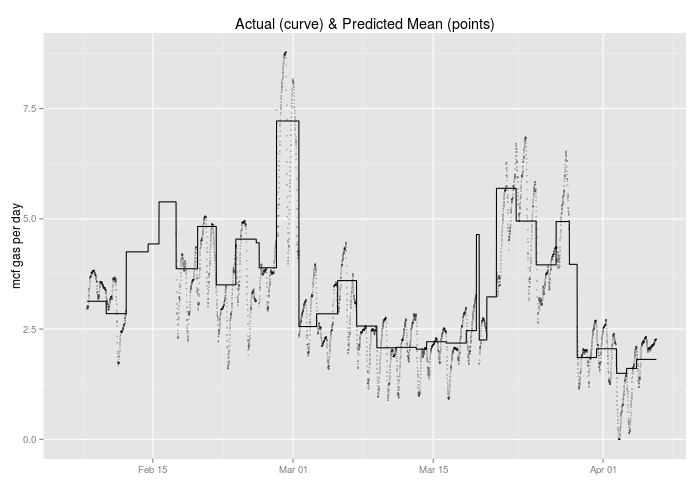 Actual (curve) & Predicted Mean (points)
mcf gas per day
7.5
5.0
2.5
0.0
Feb 15
Mar 01
Mar 15
Apr 01